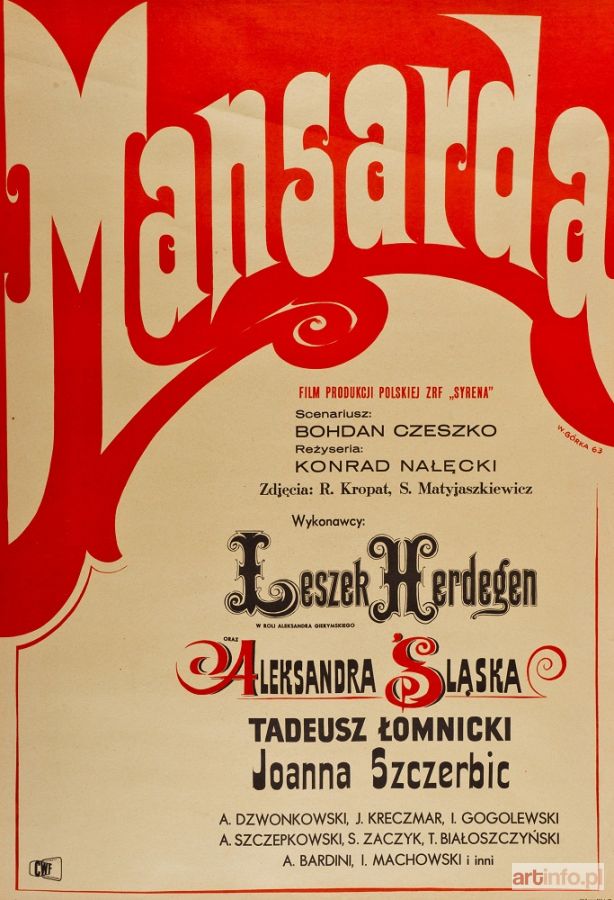 Mansarda
FILM PRODUKCJI POLSKIEJ ZRF „SYRENA"
Scenariusz:
BOHDAN CZESZKO
Reżyseria:
KONRAD NAŁĘCKI
Zdjęcia: R. Kropat, S. Matyjaszkiewicz
W. GÓRKA 63
Wykonawcy:
Leszek Herdegen
W ROLI ALEKSANDRA GIERYMSKIEGO
ORAZ
ALEKSANDRA ŚLĄSKA
TADEUSZ ŁOMNICKI
Joanna Szczerbic
A. DZWONKOWSKI, J. KRECZMAR, I. GOGOLEWSKI
A. SZCZEPKOWSKI, S. ZACZYK, T. BIAŁOSZCZYŃSKI
A. BARDINI, I. MACHOWSKI i inni
CWF
artinfo.pl